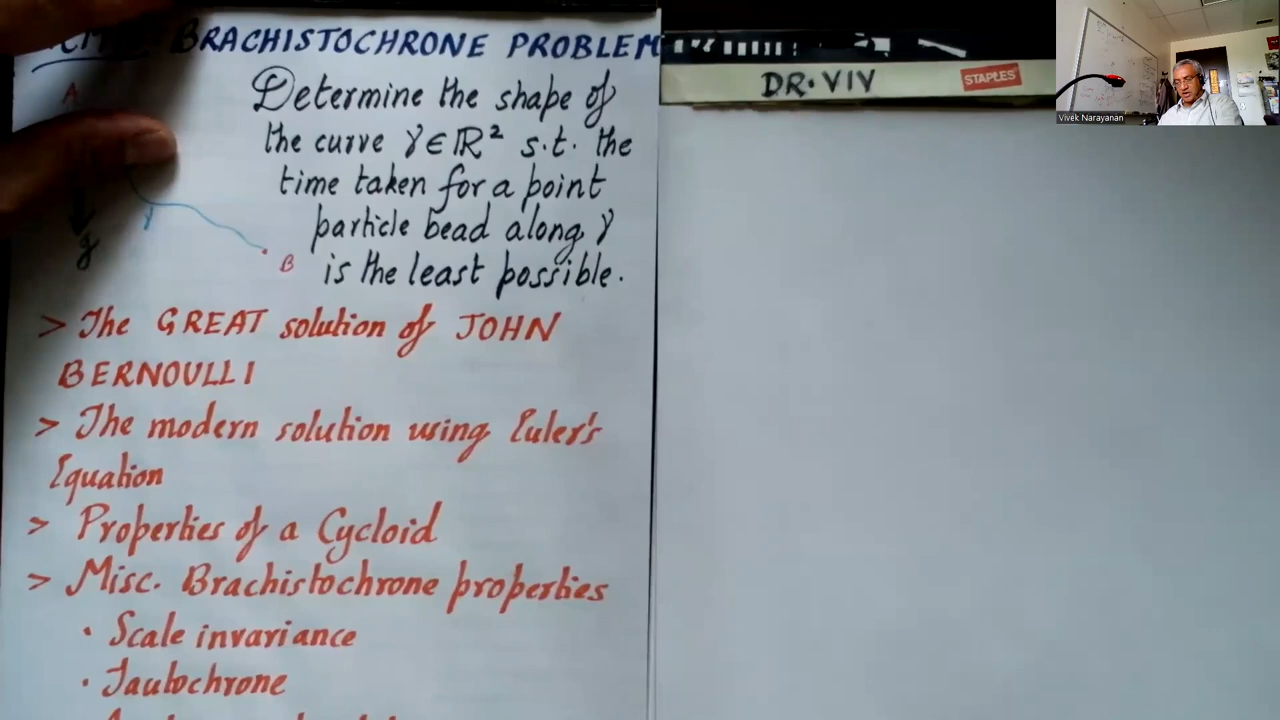 BRACHISTOCHRONE PROBLEM
A
Determine the shape of
the curve γ∈ℝ² s.t. the
time taken for a point
particle bead along γ
is the least possible.
γ
g
B
> The GREAT solution of JOHN
BERNOULLI
> The modern solution using Euler's
Equation
> Properties of a Cycloid
> Misc. Brachistochrone properties
· Scale invariance
· Tautochrone
DR. VIV
STAPLES
Vivek Narayanan